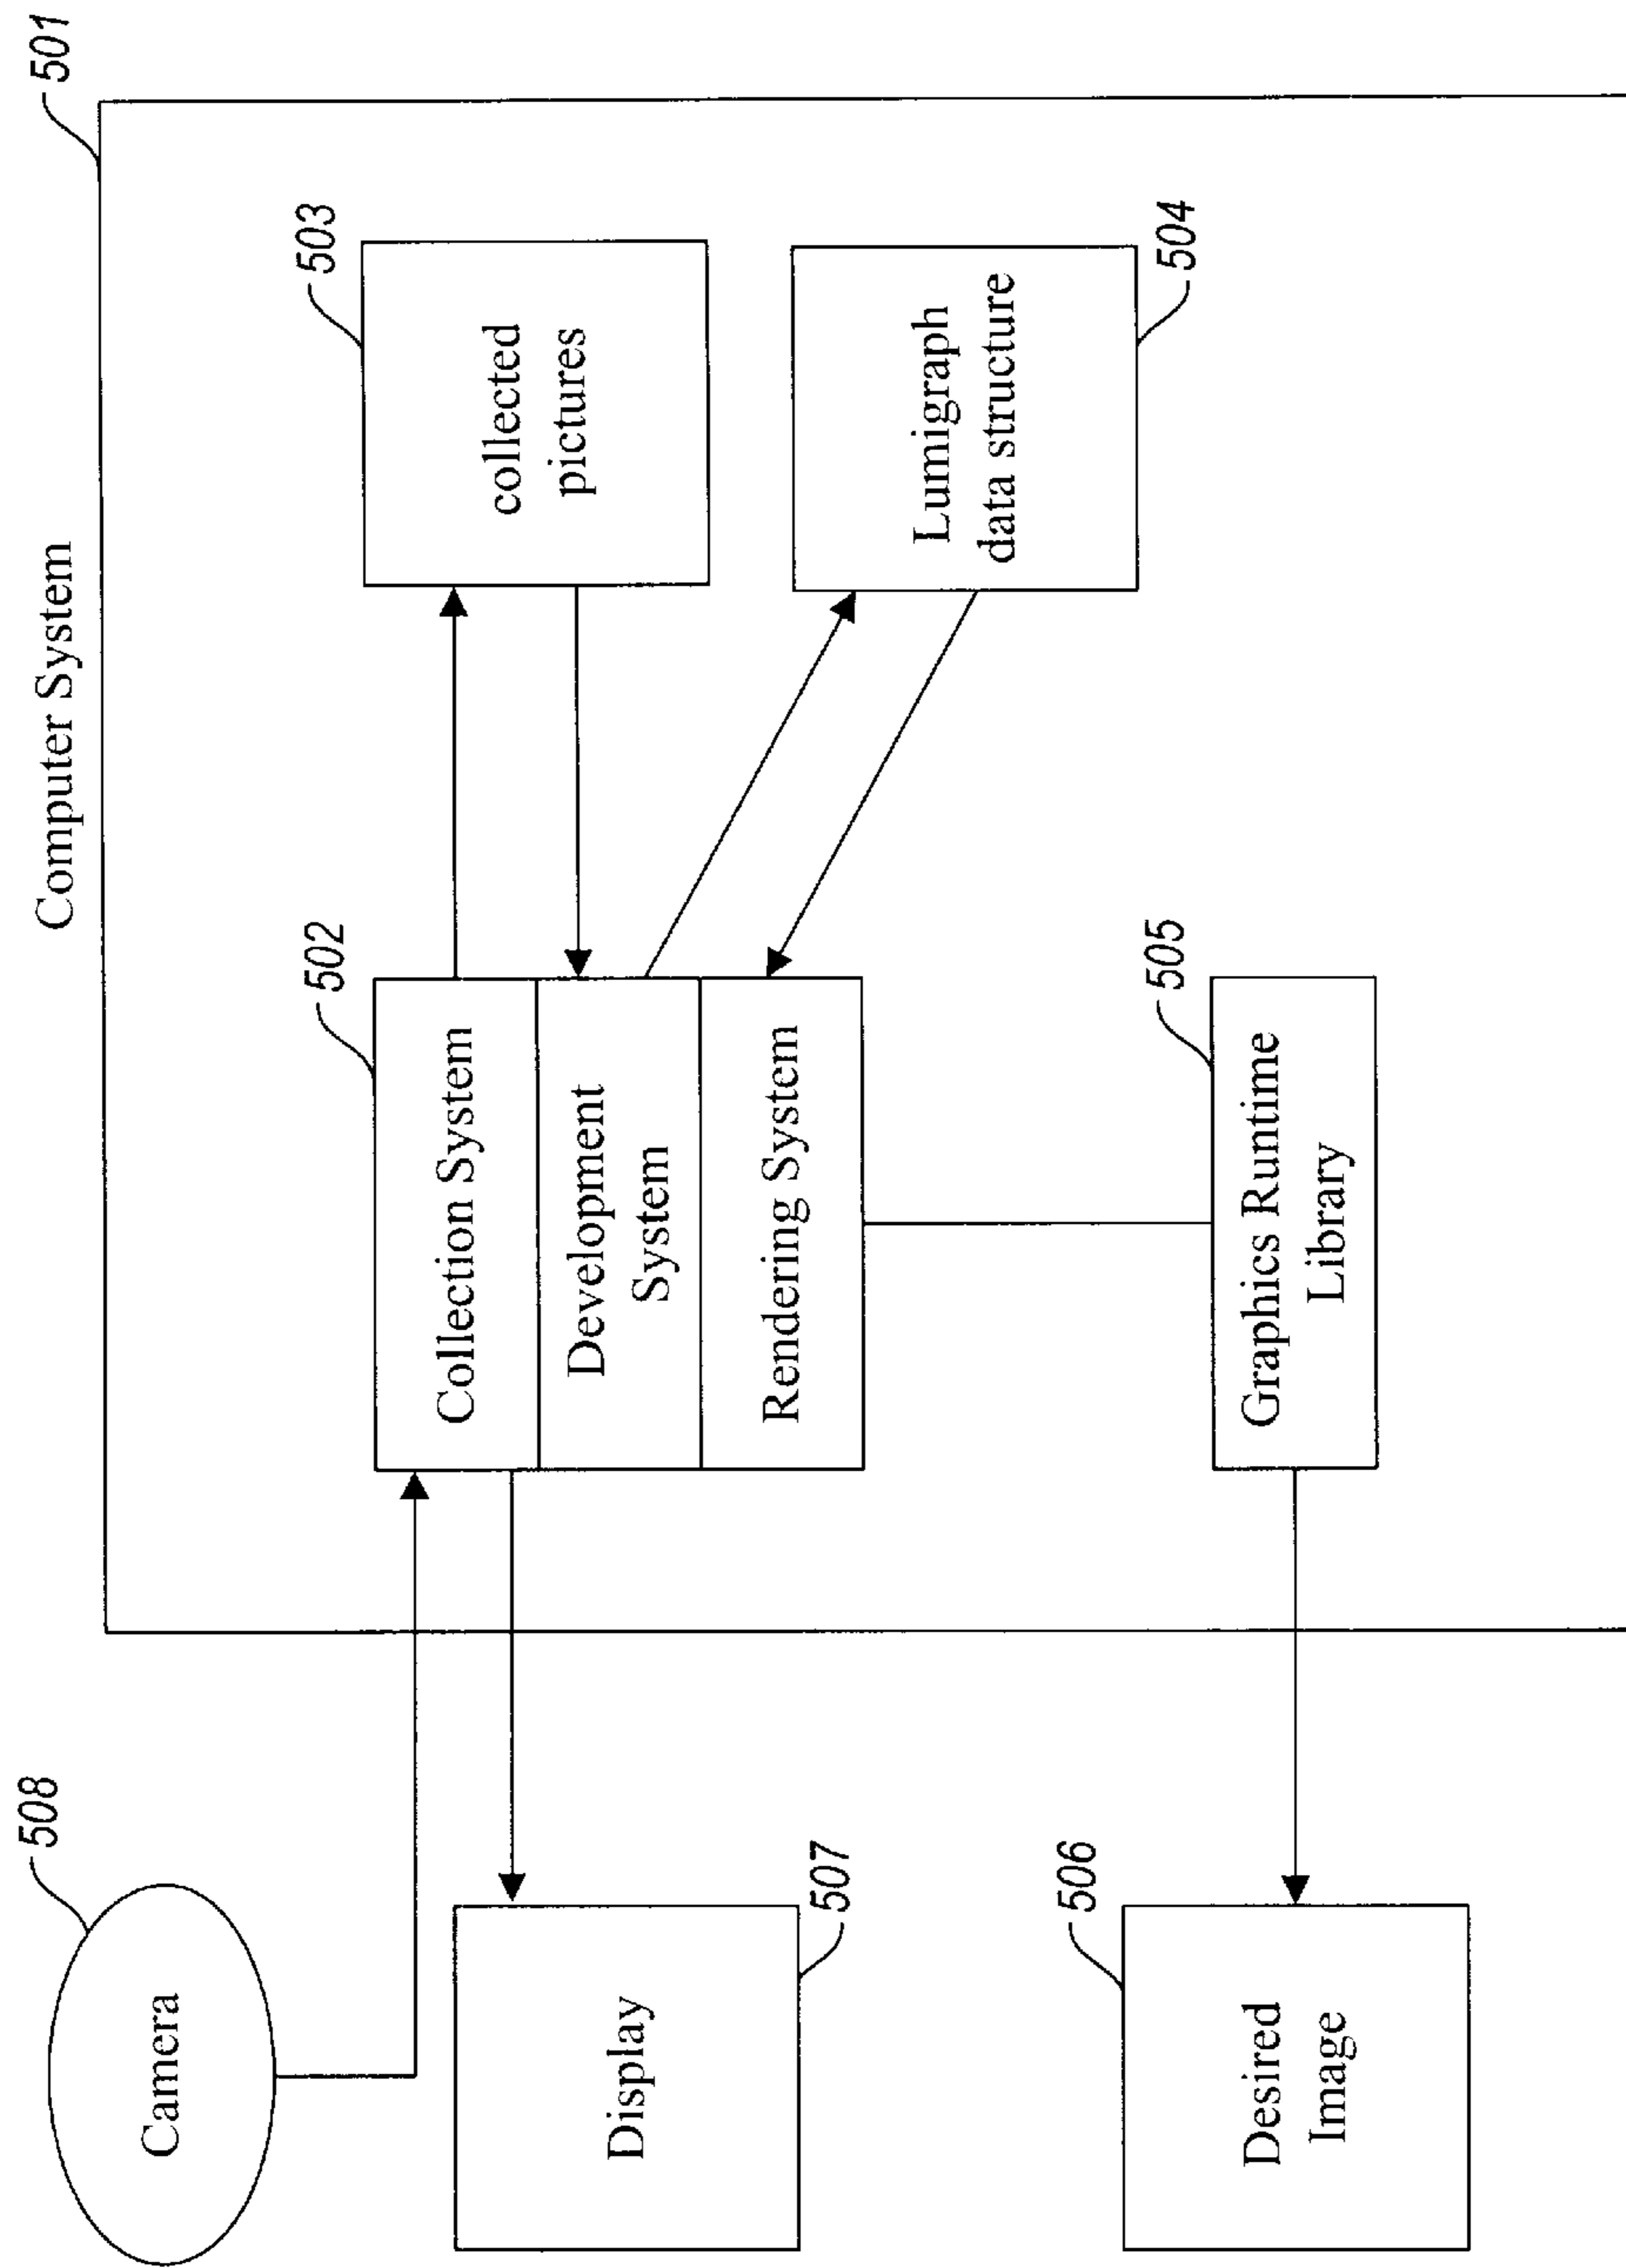 Computer System
501
508
Camera
502
503
Collection System
collected
pictures
Development
System
Rendering System
Display
507
Lumigraph
data structure
504
505
506
Graphics Runtime
Library
Desired
Image